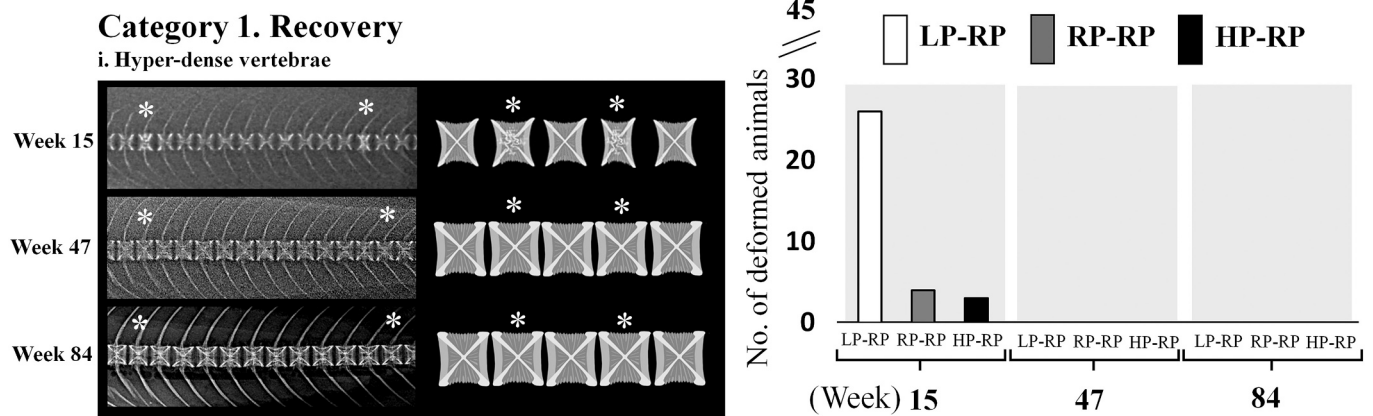 Category 1. Recovery
i. Hyper-dense vertebrae
Week 15
*
*
*
*
Week 47
*
*
*
*
Week 84
*
*
*
*
45
LP-RP RP-RP HP-RP
No. of deformed animals
30
20
10
0
LP-RP RP-RP HP-RP LP-RP RP-RP HP-RP LP-RP RP-RP HP-RP
(Week) 15 47 84